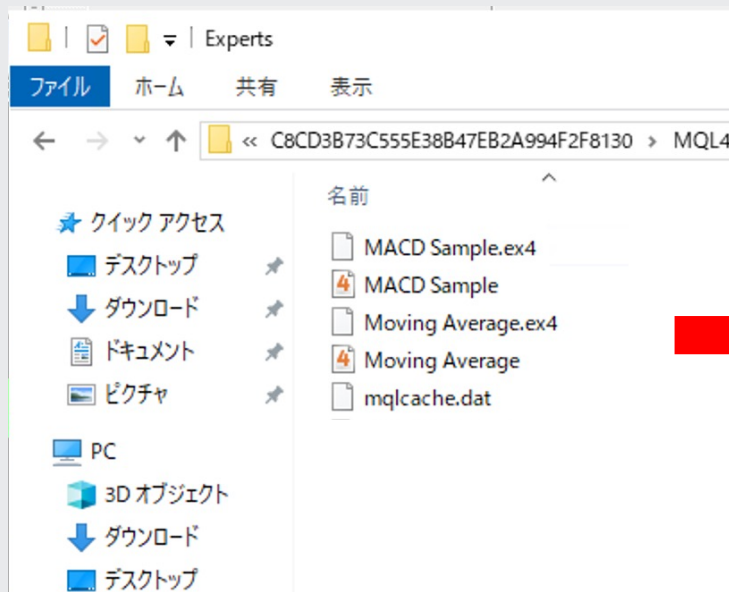 Experts
ファイル ホーム 共有 表示
« C8CD3B73C555E38B47EB2A994F2F8130 › MQL4
名前
クイック アクセス
デスクトップ
ダウンロード
ドキュメント
ピクチャ
PC
3D オブジェクト
ダウンロード
デスクトップ
MACD Sample.ex4
MACD Sample
Moving Average.ex4
Moving Average
mqlcache.dat